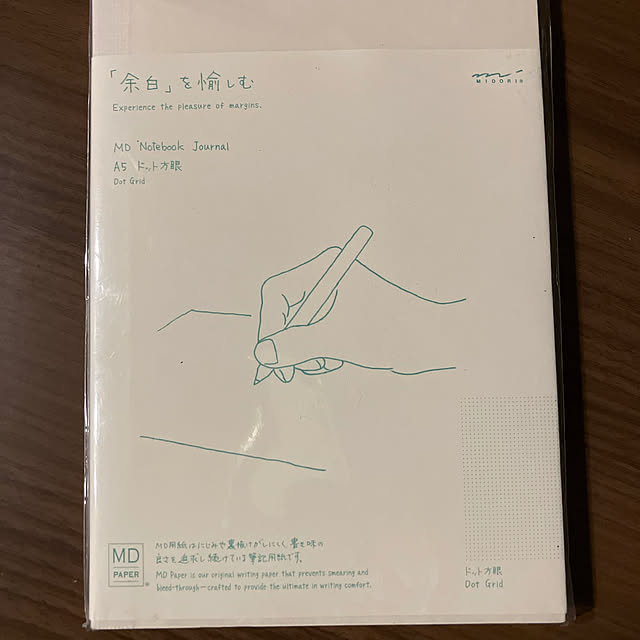 「余白」を愉しむ
MIDORI®
Experience the pleasure of margins.
MD Notebook Journal
A5 ドット方眼
Dot Grid
MD用紙はにじみや裏抜けがしにくく、書き味の
良さを追求し続けている筆記用紙です。
MD
PAPER®
MD Paper is our original writing paper that prevents smearing and
bleed-through—crafted to provide the ultimate in writing comfort.
ドット方眼
Dot Grid